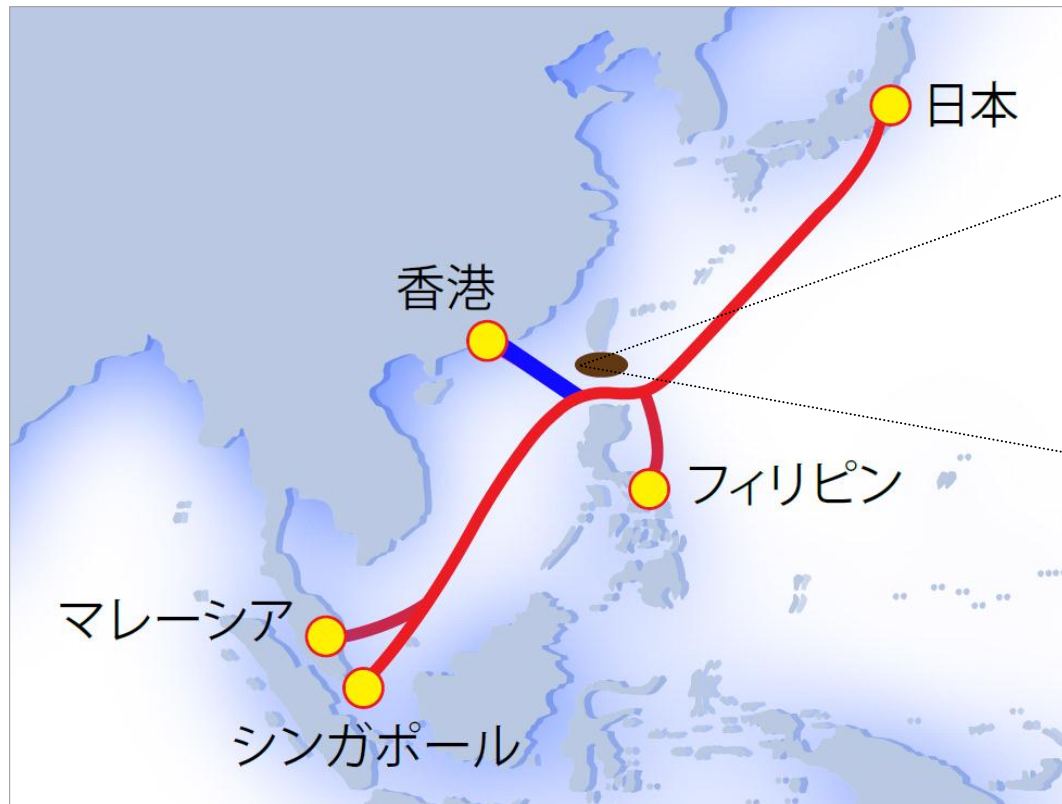 日本
香港
フィリピン
マレーシア
シンガポール